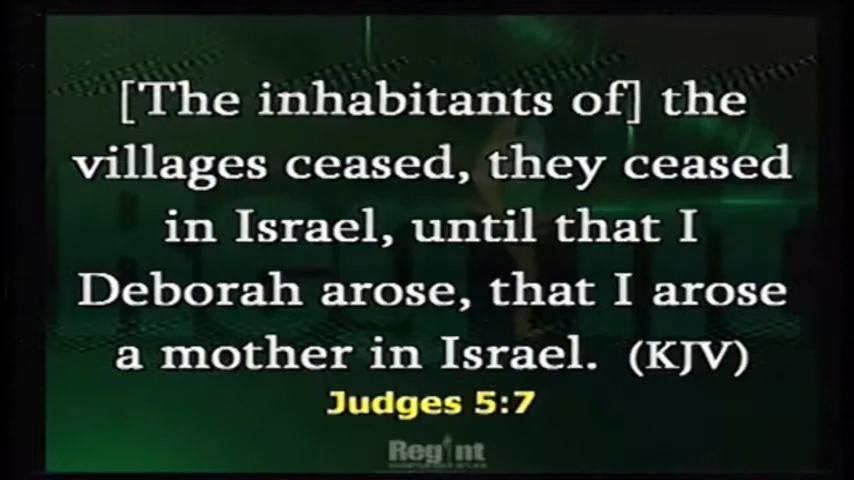 [The inhabitants of] the
villages ceased, they ceased
in Israel, until that I
Deborah arose, that I arose
a mother in Israel. (KJV)
Judges 5:7